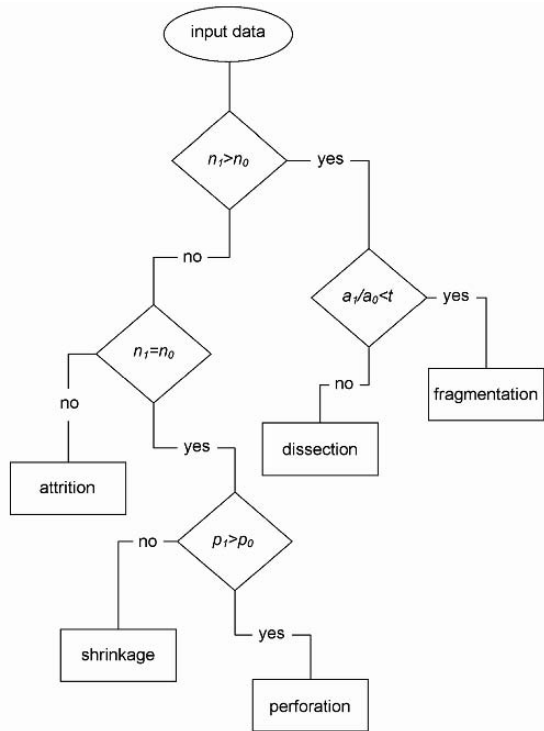 input data
n₁>n₀
yes
no
a₁/a₀<t
yes
n₁=n₀
fragmentation
no
no
yes
dissection
attrition
p₁>p₀
no
yes
shrinkage
perforation